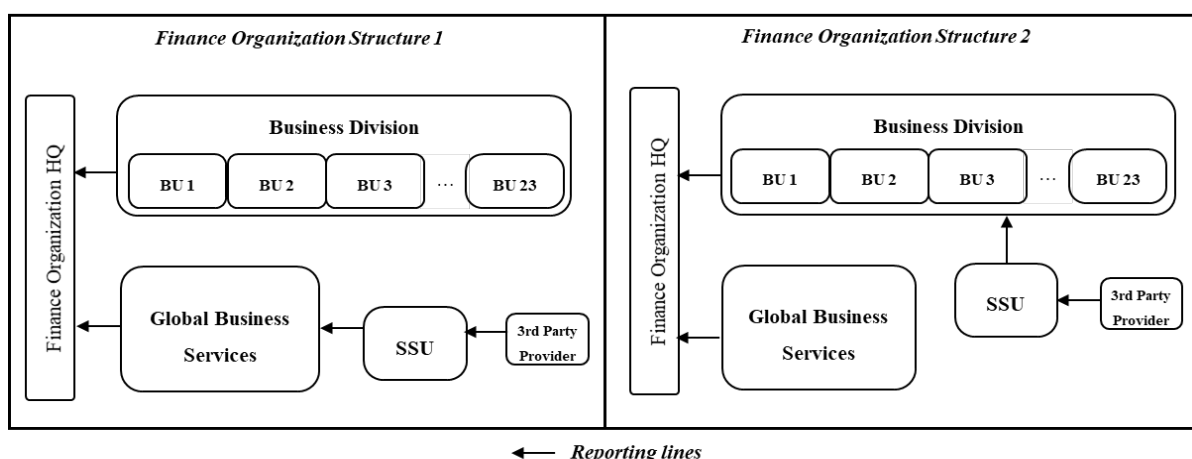 Finance Organization Structure 1
Finance Organization HQ
Business Division
BU 1 BU 2 BU 3 ... BU 23
Global Business
Services
SSU
3rd Party
Provider
Finance Organization Structure 2
Finance Organization HQ
Business Division
BU 1 BU 2 BU 3 ... BU 23
Global Business
Services
SSU
3rd Party
Provider
Reporting lines